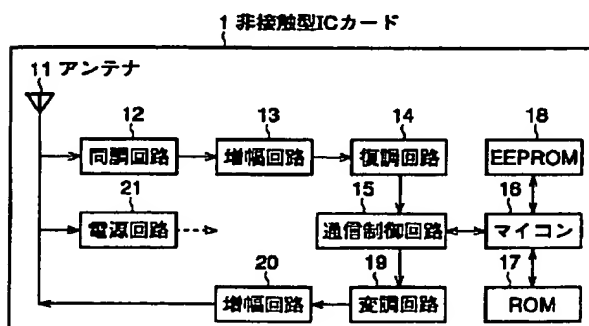 1 非接触型ICカード
11 アンテナ
12 13 14 18
同調回路 増幅回路 復調回路 EEPROM
21 15 16
電源回路 通信制御回路 マイコン
20 19 17
増幅回路 変調回路 ROM